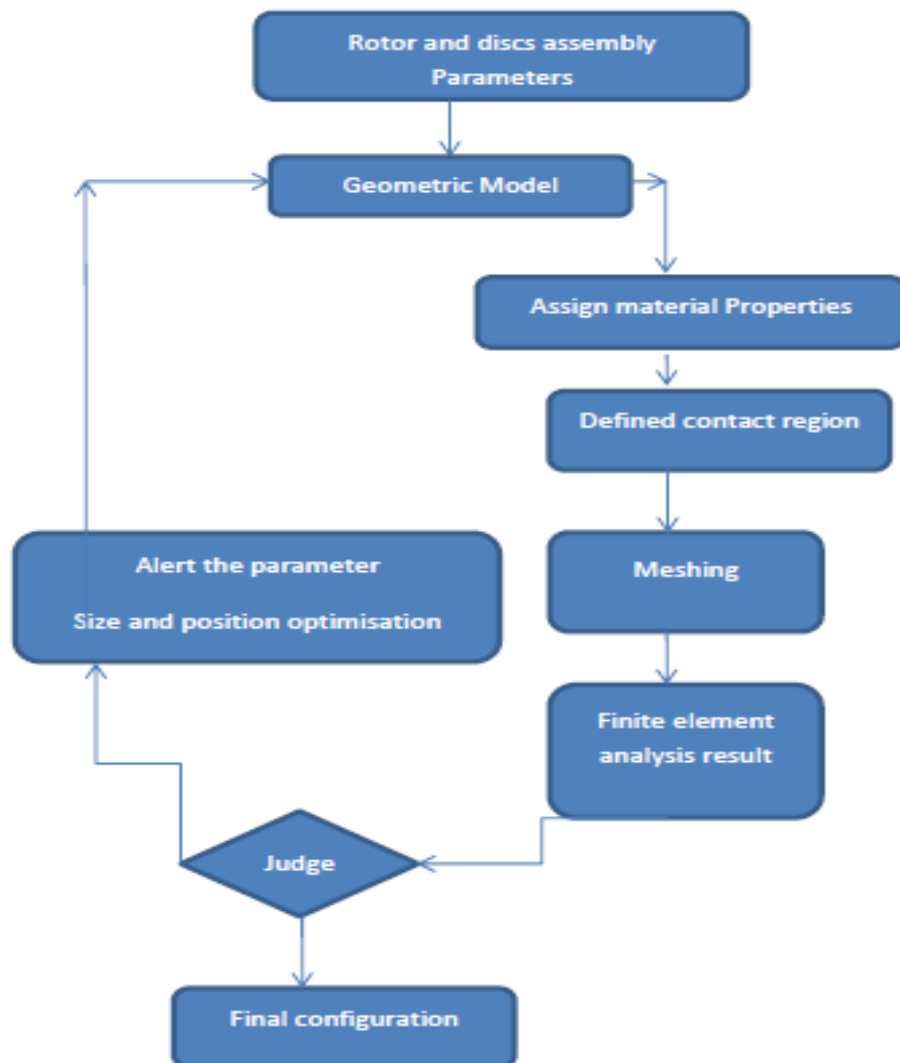 Rotor and discs assembly
Parameters
Geometric Model
Assign material Properties
Defined contact region
Meshing
Alert the parameter
Size and position optimisation
Finite element
analysis result
Judge
Final configuration